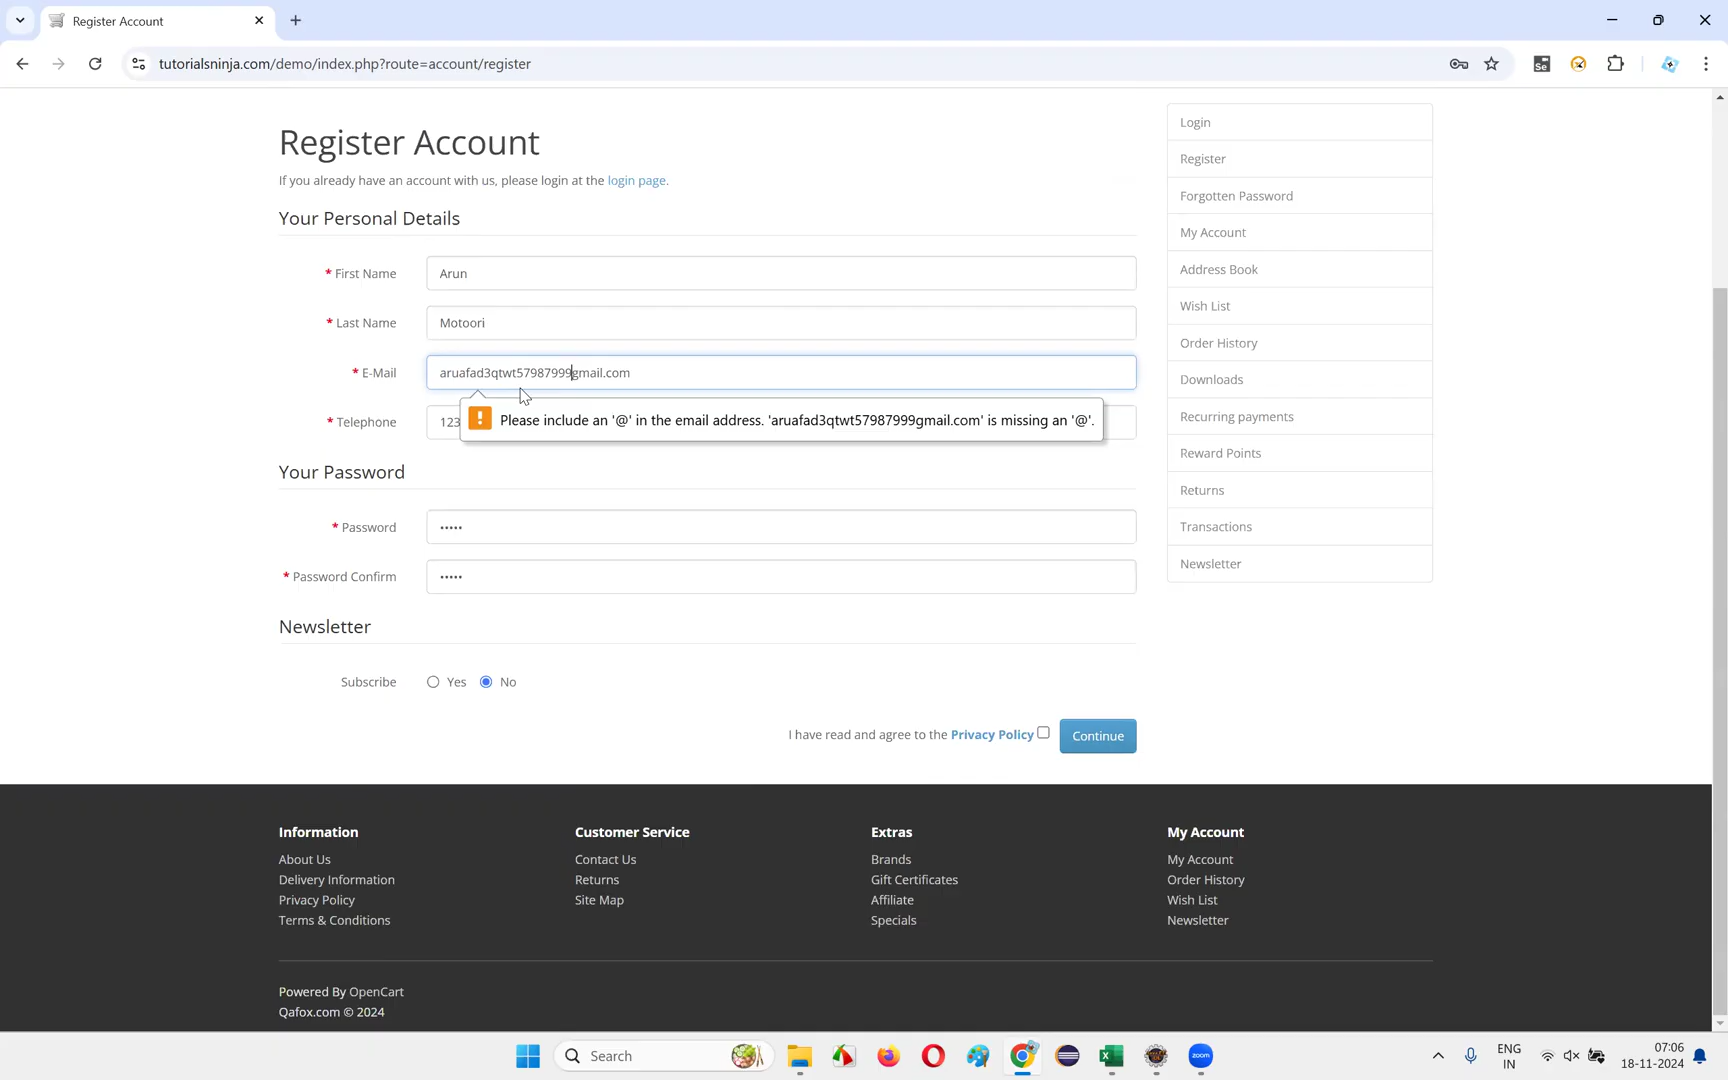 Register Account
tutorialsninja.com/demo/index.php?route=account/register
Se
Register Account
If you already have an account with us, please login at the login page.
Your Personal Details
* First Name
Arun
* Last Name
Motoori
* E-Mail
aruafad3qtwt57987999gmail.com
! Please include an '@' in the email address. 'aruafad3qtwt57987999gmail.com' is missing an '@'.
* Telephone
123
Your Password
* Password
•••••
* Password Confirm
•••••
Newsletter
Subscribe
Yes
No
I have read and agree to the Privacy Policy
Continue
Login
Register
Forgotten Password
My Account
Address Book
Wish List
Order History
Downloads
Recurring payments
Reward Points
Returns
Transactions
Newsletter
Information
About Us
Delivery Information
Privacy Policy
Terms & Conditions
Customer Service
Contact Us
Returns
Site Map
Extras
Brands
Gift Certificates
Affiliate
Specials
My Account
My Account
Order History
Wish List
Newsletter
Powered By OpenCart
Qafox.com © 2024
Search
zoom
ENG
IN
07:06
18-11-2024